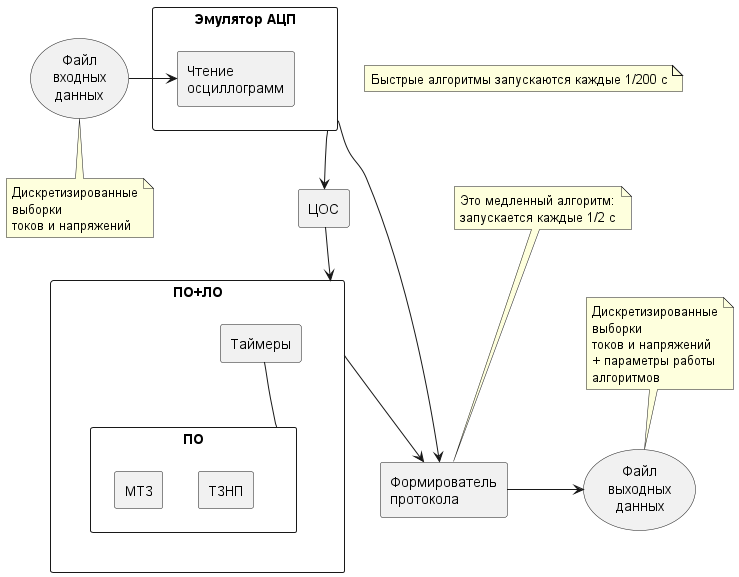 Эмулятор АЦП
Файл
входных
данных
Чтение
осциллограмм
Быстрые алгоритмы запускаются каждые 1/200 с
Дискретизированные
выборки
токов и напряжений
ЦОС
Это медленный алгоритм:
запускается каждые 1/2 с
ПО+ЛО
Таймеры
Дискретизированные
выборки
токов и напряжений
+ параметры работы
алгоритмов
ПО
МТЗ
ТЗНП
Формирователь
протокола
Файл
выходных
данных